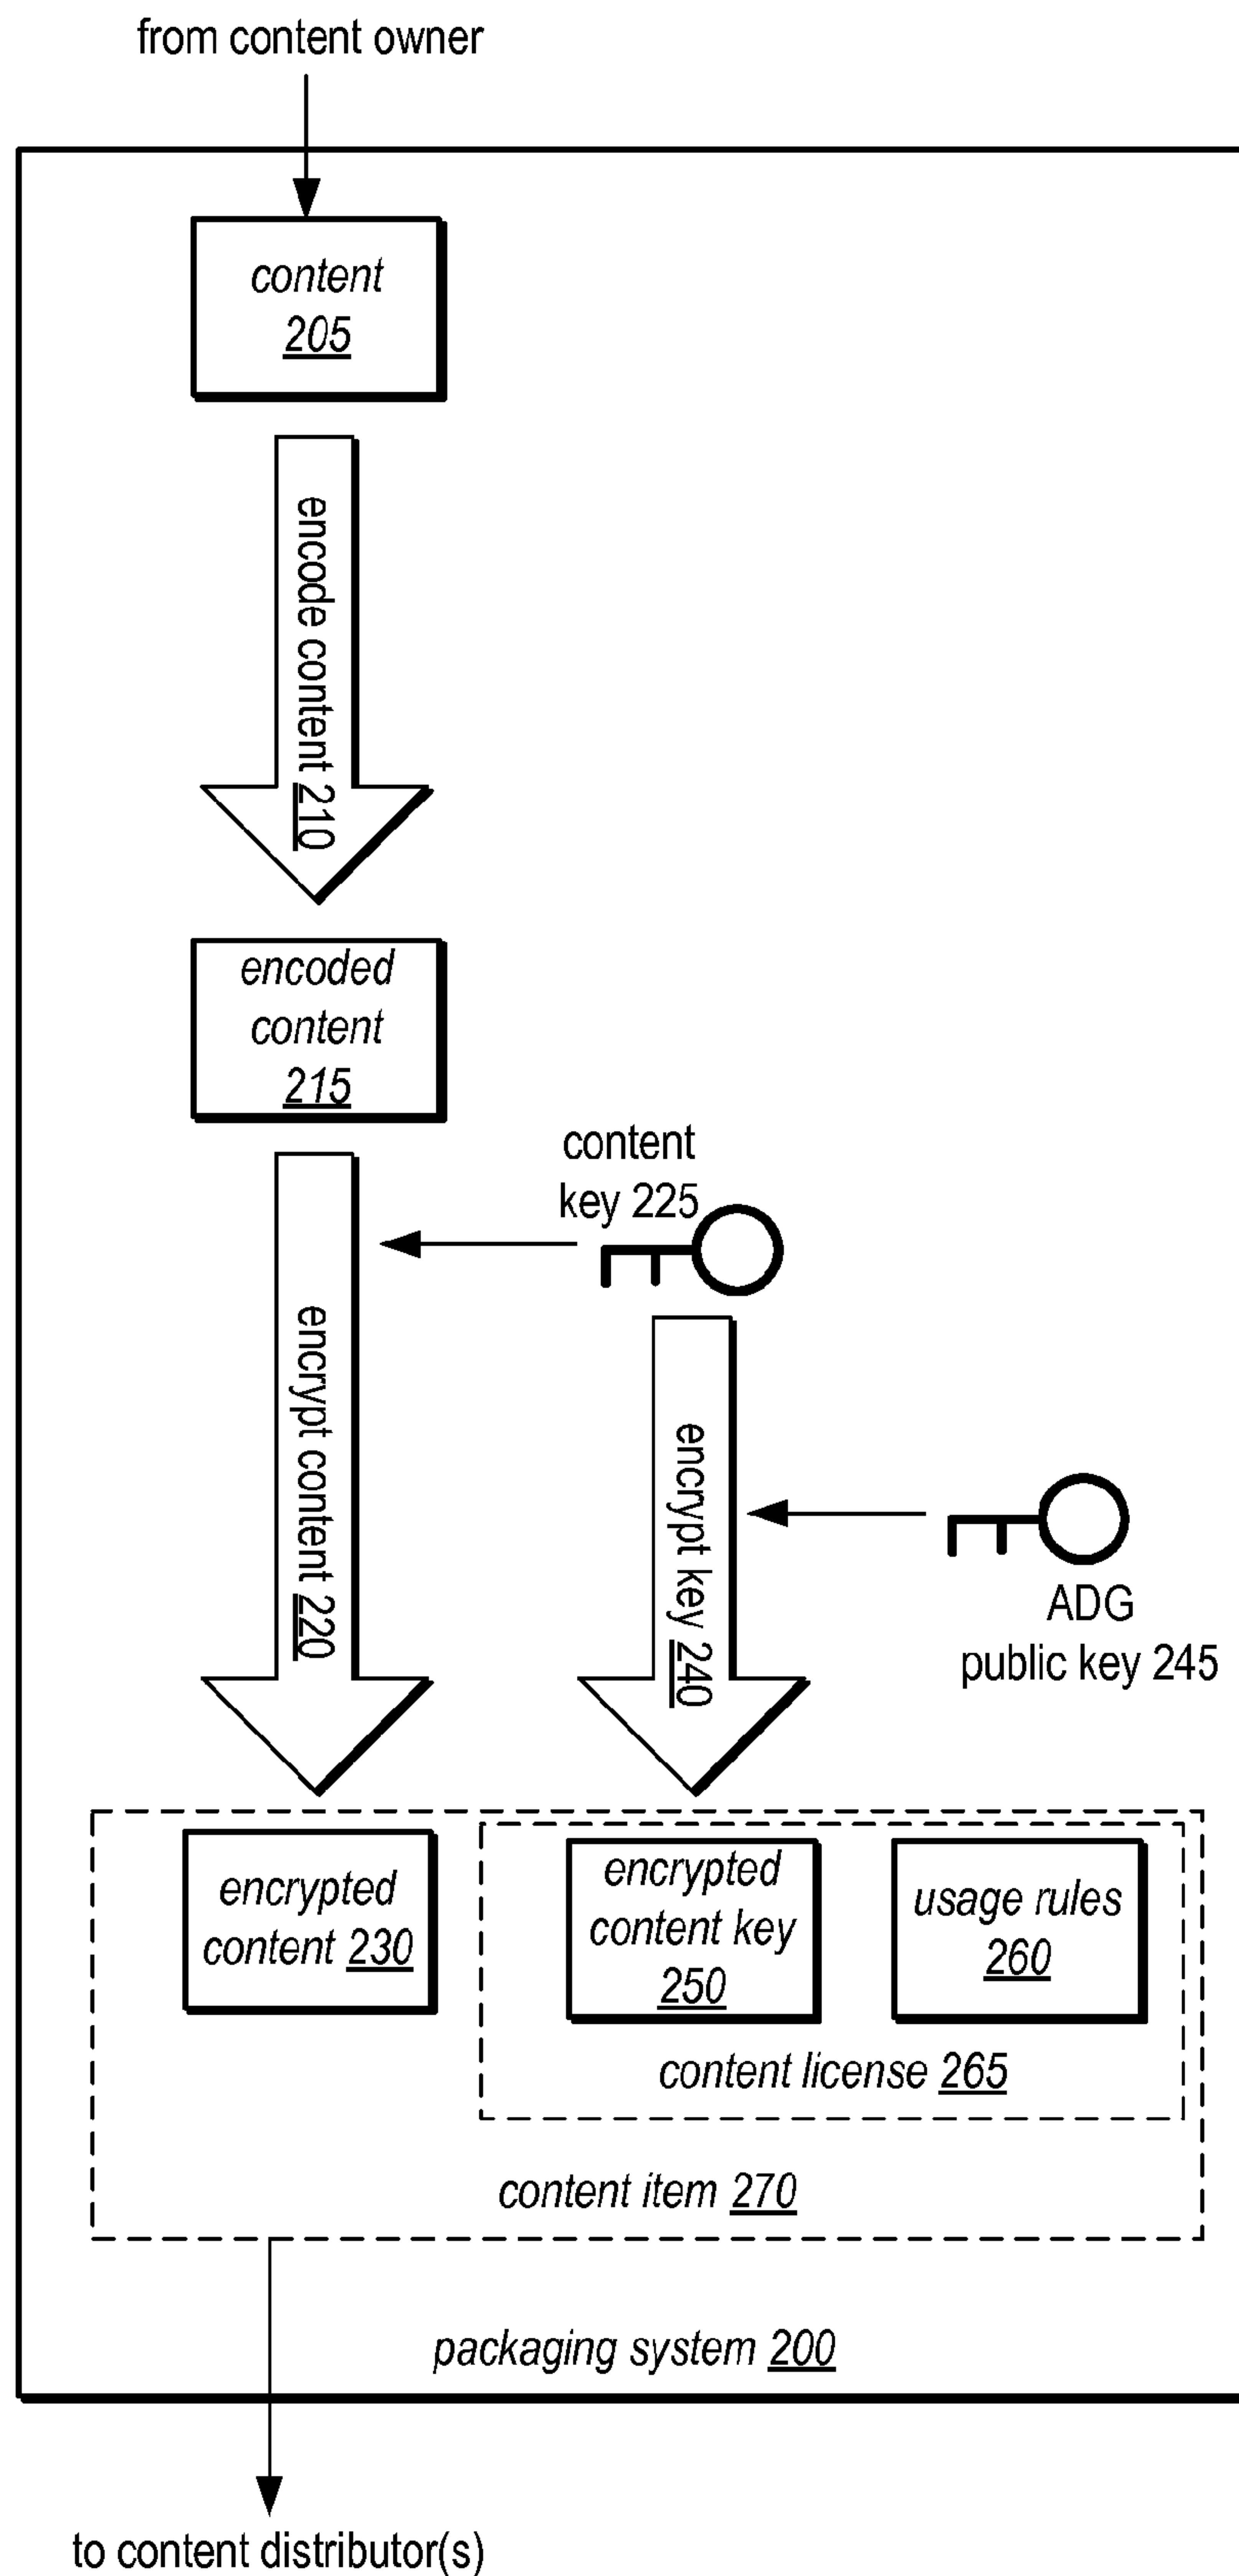 from content owner
content
205
encode content 210
encoded
content
215
content
key 225
encrypt content 220
encrypt key 240
ADG
public key 245
encrypted
content 230
encrypted
content key
250
usage rules
260
content license 265
content item 270
packaging system 200
to content distributor(s)